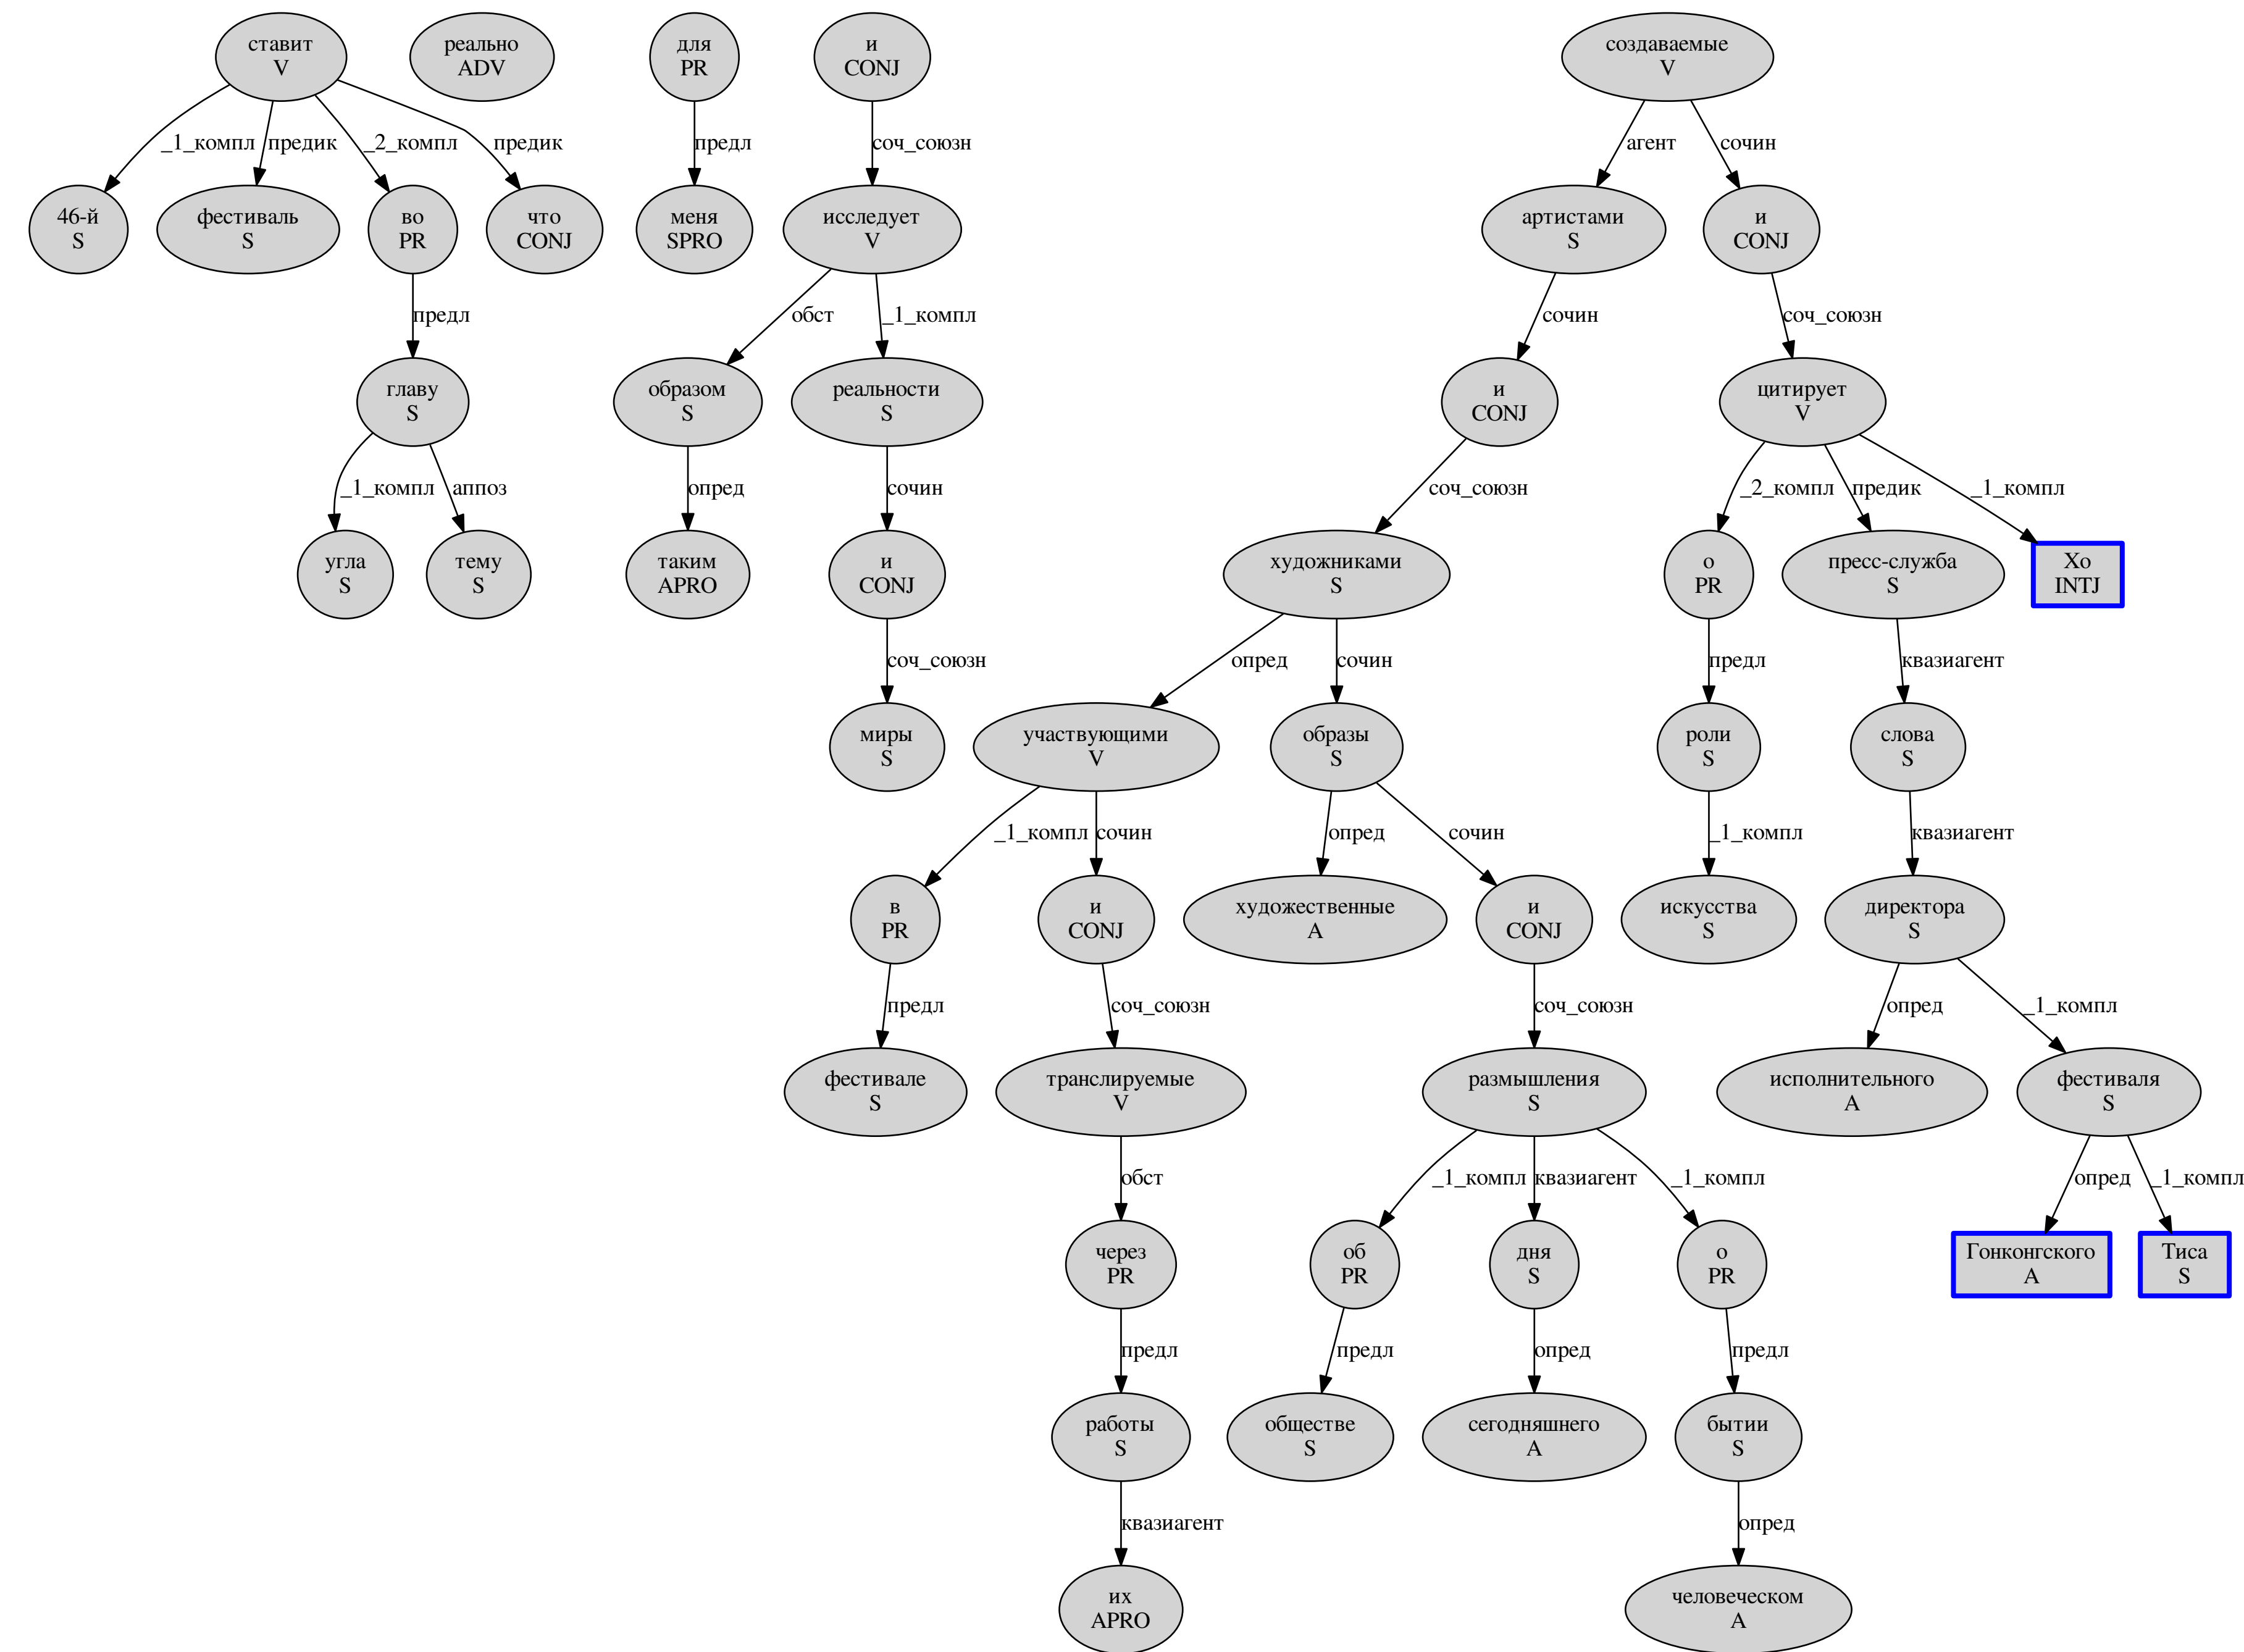 ставит
V
реально
ADV
для
PR
и
CONJ
создаваемые
V
_1_компл
предик
_2_компл
предик
предл
соч_союзн
агент
сочин
46-й
S
фестиваль
S
во
PR
что
CONJ
меня
SPRO
исследует
V
артистами
S
и
CONJ
предл
обст
_1_компл
сочин
соч_союзн
главу
S
образом
S
реальности
S
и
CONJ
цитирует
V
_1_компл
аппоз
опред
сочин
соч_союзн
_2_компл
предик
_1_компл
угла
S
тему
S
таким
APRO
и
CONJ
художниками
S
о
PR
пресс-служба
S
Хо
INTJ
соч_союзн
опред
сочин
предл
квазиагент
миры
S
участвующими
V
образы
S
роли
S
слова
S
_1_компл
сочин
опред
сочин
_1_компл
квазиагент
в
PR
и
CONJ
художественные
A
и
CONJ
искусства
S
директора
S
предл
соч_союзн
соч_союзн
опред
_1_компл
фестивале
S
транслируемые
V
размышления
S
исполнительного
A
фестиваля
S
обст
_1_компл
квазиагент
_1_компл
опред
_1_компл
через
PR
об
PR
дня
S
о
PR
Гонконгского
A
Тиса
S
предл
предл
опред
предл
работы
S
обществе
S
сегодняшнего
A
бытии
S
квазиагент
опред
их
APRO
человеческом
A